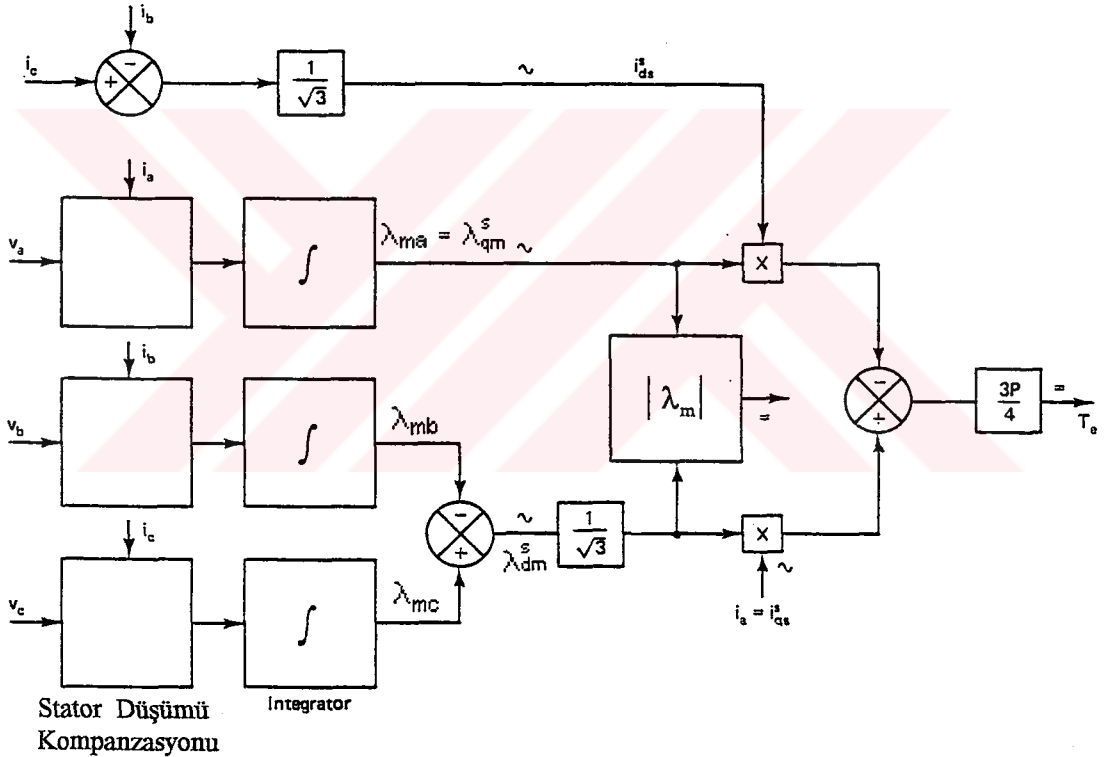 i_b
i_c
+
-
1
√3
~
i^s_ds
i_a
v_a
∫
λ_ma = λ^s_qm ~
x
i_b
v_b
∫
λ_mb
|λ_m|
=
-
+
3P
4
=
T_e
i_c
v_c
∫
λ_mc
-
+
~
λ^s_dm
1
√3
x
~
i_a = i^s_qs
Stator Düşümü
Kompanzasyonu
Integrator